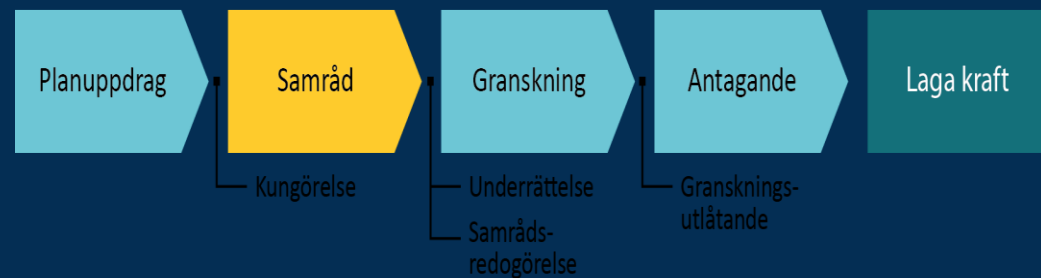 Planuppdrag
Samråd
Granskning
Antagande
Laga kraft
Kungörelse
Underrättelse
Samråds-
redogörelse
Gransknings-
utlåtande